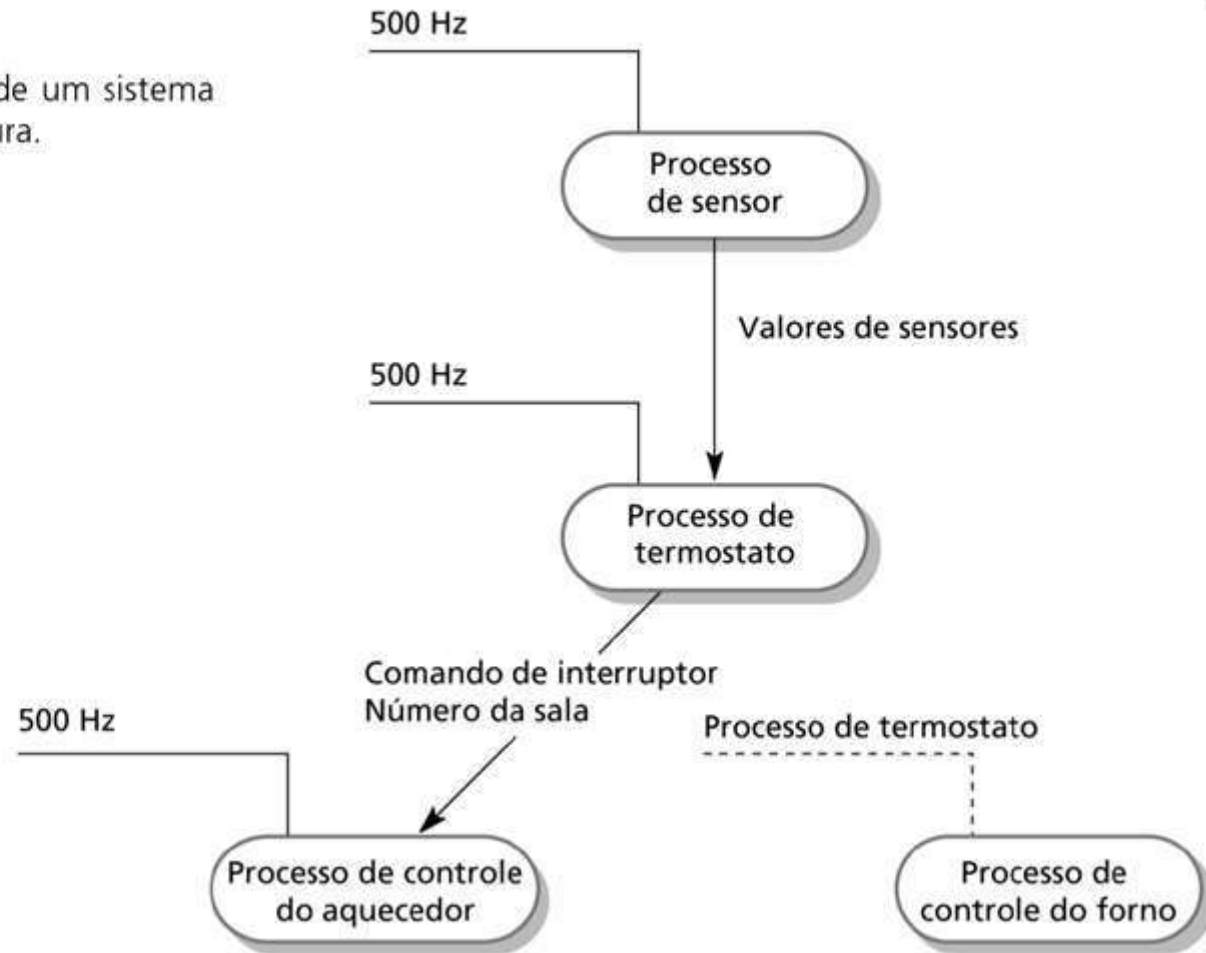 500 Hz
de um sistema
Processo
de sensor
Valores de sensores
500 Hz
Processo de
termostato
Comando de interruptor
Número da sala
500 Hz
Processo de termostato
Processo de controle
do aquecedor
Processo de
controle do forno